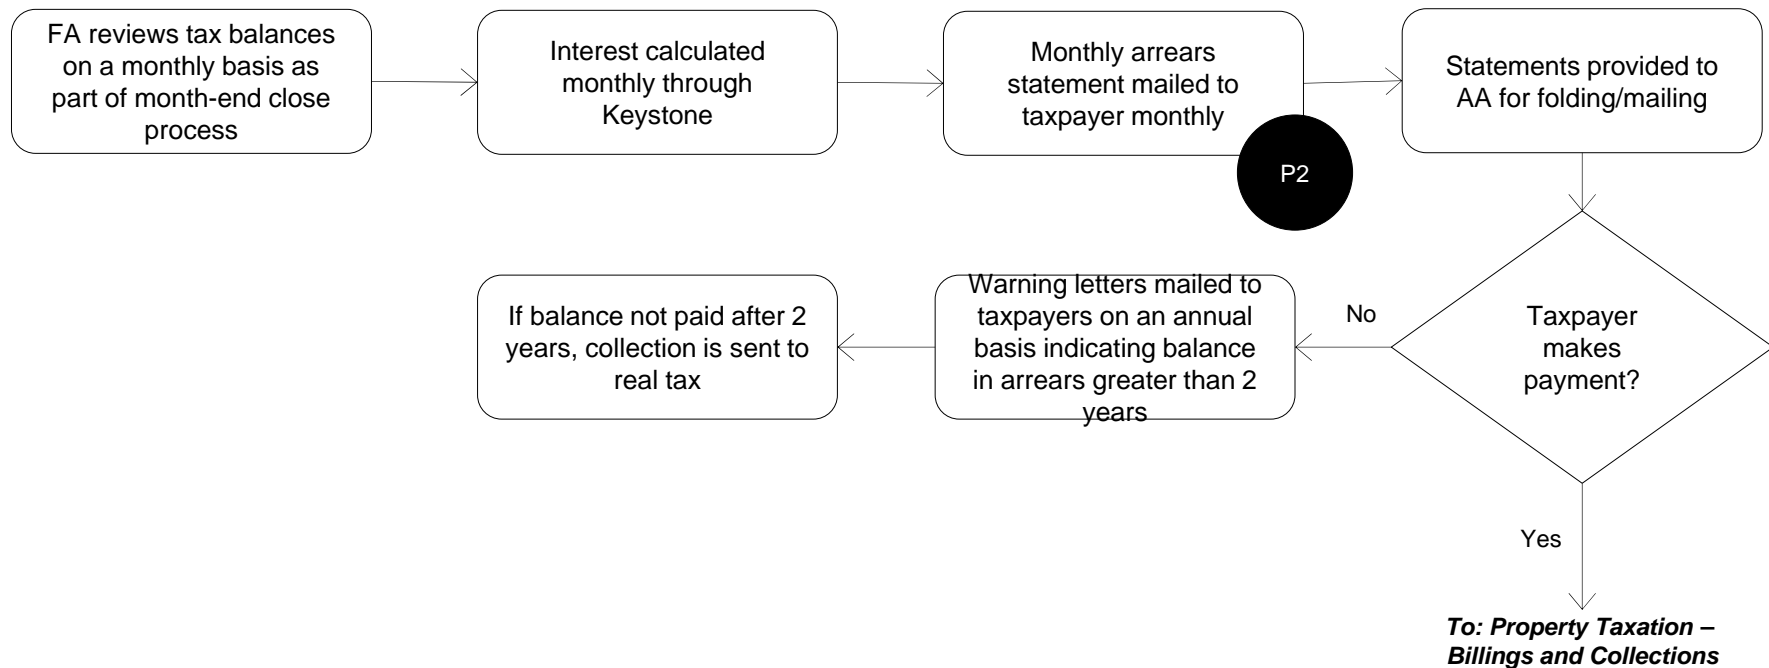 FA reviews tax balances
on a monthly basis as
part of month-end close
process
Interest calculated
monthly through
Keystone
Monthly arrears
statement mailed to
taxpayer monthly
P2
Statements provided to
AA for folding/mailing
Taxpayer
makes
payment?
No
Warning letters mailed to
taxpayers on an annual
basis indicating balance
in arrears greater than 2
years
If balance not paid after 2
years, collection is sent to
real tax
Yes
To: Property Taxation –
Billings and Collections